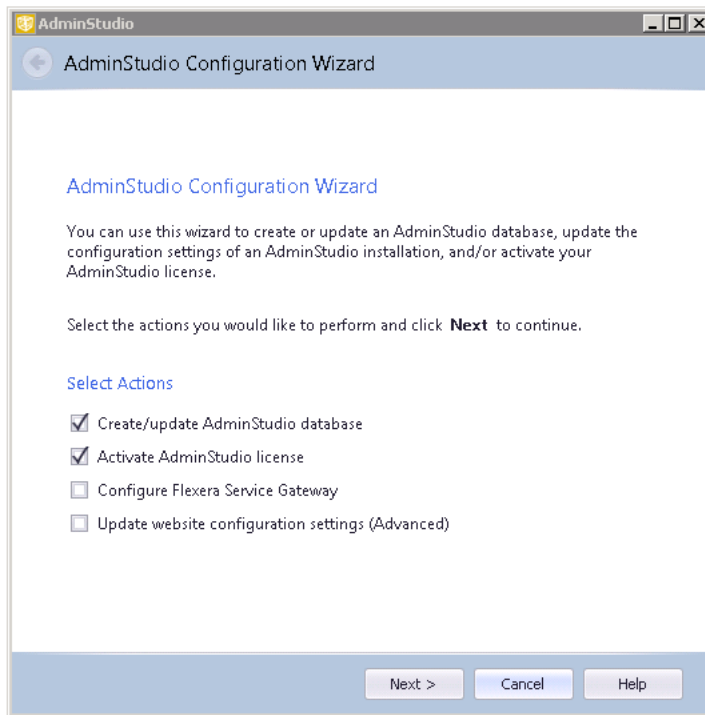 AdminStudio
AdminStudio Configuration Wizard
AdminStudio Configuration Wizard
You can use this wizard to create or update an AdminStudio database, update the
configuration settings of an AdminStudio installation, and/or activate your
AdminStudio license.
Select the actions you would like to perform and click Next to continue.
Select Actions
Create/update AdminStudio database
Activate AdminStudio license
Configure Flexera Service Gateway
Update website configuration settings (Advanced)
Next > Cancel Help